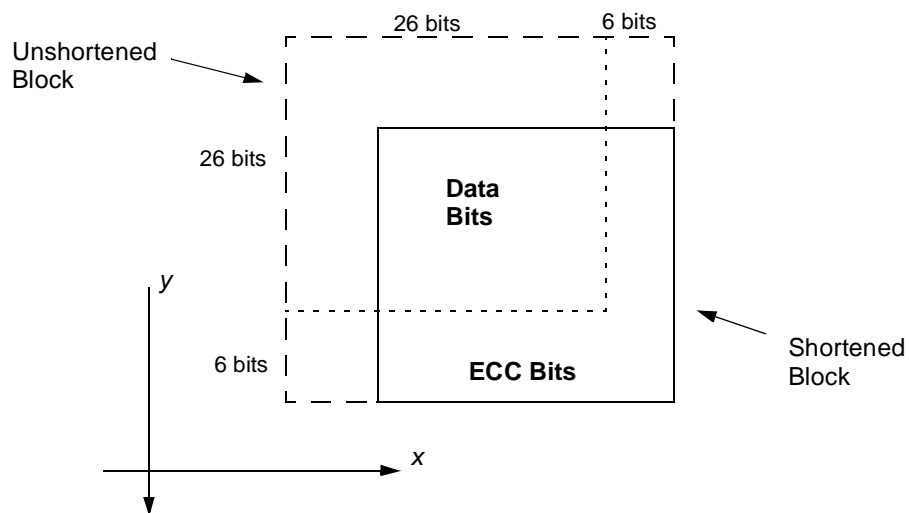 26 bits
6 bits
Unshortened
Block
26 bits
Data
Bits
y
6 bits
ECC Bits
Shortened
Block
x